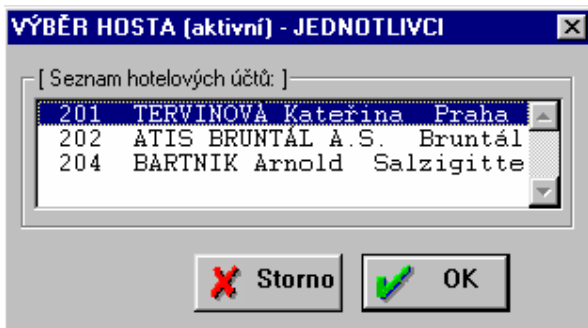 VÝBĚR HOSTA (aktivní) - JEDNOTLIVCI
[ Seznam hotelových účtů: ]
201 TERVINOVÁ Kateřina Praha
202 ATIS BRUNTÁL A.S. Bruntál
204 BARTNIK Arnold Salzigitte
Storno OK